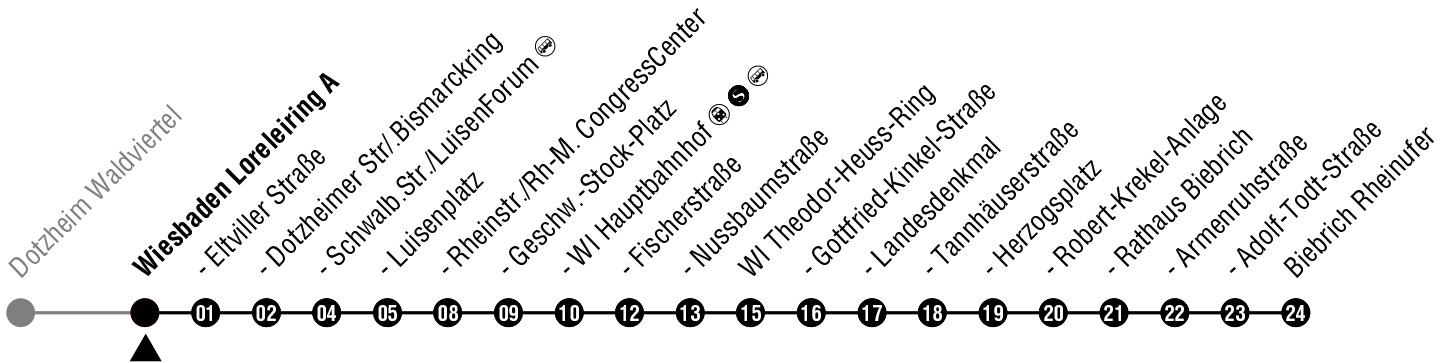 Dotzheim Waldviertel
Wiesbaden Loreleiring A
- Eltviller Straße
- Dotzheimer Str/. Bismarckring
- Schwalb.Str./LuisenForum
- Luisenplatz
- Rheinstr./Rh-M. CongressCenter
- Geschw.-Stock-Platz
- WI Hauptbahnhof S
- Fischerstraße
- Nussbaumstraße
WI Theodor-Heuss-Ring
- Gottfried-Kinkel-Straße
- Landesdenkmal
- Tannhäuserstraße
- Herzogsplatz
- Robert-Krekel-Anlage
- Rathaus Biebrich
- Armenruhstraße
- Adolf-Todt-Straße
Biebrich Rheinufer
01 02 04 05 08 09 10 12 13 15 16 17 18 19 20 21 22 23 24